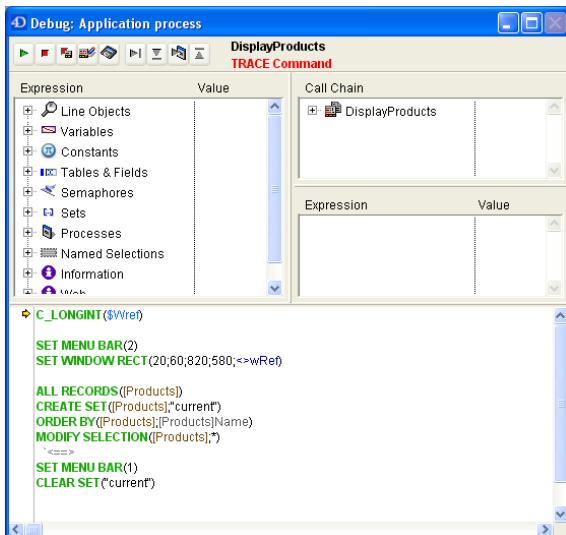 4D Debug: Application process
DisplayProducts
TRACE Command
Expression Value
Line Objects
Variables
Constants
Tables & Fields
Semaphores
Sets
Processes
Named Selections
Information
Web
Call Chain
DisplayProducts
Expression Value
C_LONGINT($Wref)
SET MENU BAR(2)
SET WINDOW RECT(20;60;820;580;<>wRef)
ALL RECORDS([Products])
CREATE SET([Products];"current")
ORDER BY([Products];[Products]Name)
MODIFY SELECTION([Products];*)
`<==>
SET MENU BAR(1)
CLEAR SET("current")